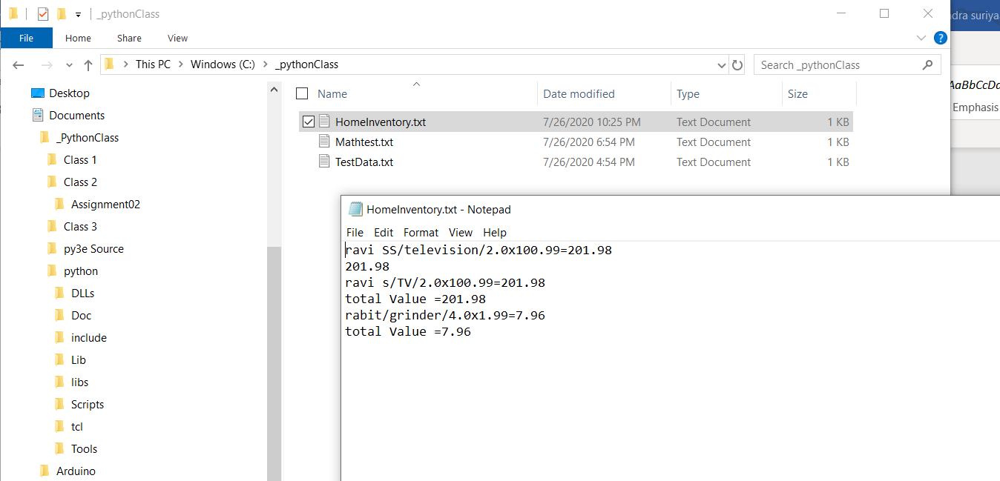 _pythonClass
dra suriya
File Home Share View
?
This PC > Windows (C:) > _pythonClass
Search _pythonClass
Desktop
Documents
_PythonClass
Class 1
Class 2
Assignment02
Class 3
py3e Source
python
DLLs
Doc
include
Lib
libs
Scripts
tcl
Tools
Arduino
Name Date modified Type Size
HomeInventory.txt 7/26/2020 10:25 PM Text Document 1 KB
Mathtest.txt 7/26/2020 6:54 PM Text Document 1 KB
TestData.txt 7/26/2020 4:54 PM Text Document 1 KB
AaBbCcDd
Emphasis
HomeInventory.txt - Notepad
File Edit Format View Help
ravi SS/television/2.0x100.99=201.98
201.98
ravi s/TV/2.0x100.99=201.98
total Value =201.98
rabit/grinder/4.0x1.99=7.96
total Value =7.96